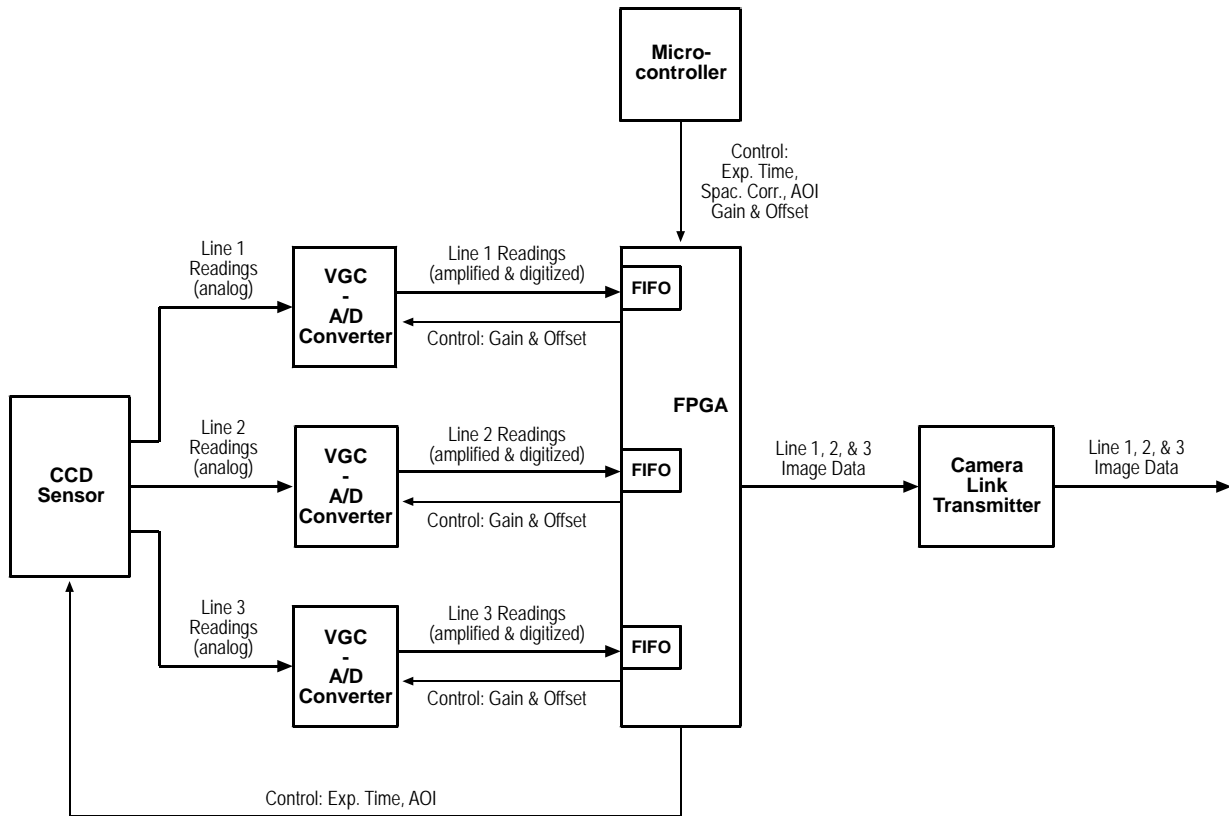 Micro-
controller
Control:
Exp. Time,
Spac. Corr., AOI
Gain & Offset
Line 1
Readings
(analog)
VGC
-
A/D
Converter
Line 1 Readings
(amplified & digitized)
FIFO
Control: Gain & Offset
CCD
Sensor
Line 2
Readings
(analog)
VGC
-
A/D
Converter
Line 2 Readings
(amplified & digitized)
FIFO
Control: Gain & Offset
FPGA
Line 1, 2, & 3
Image Data
Camera
Link
Transmitter
Line 1, 2, & 3
Image Data
Line 3
Readings
(analog)
VGC
-
A/D
Converter
Line 3 Readings
(amplified & digitized)
FIFO
Control: Gain & Offset
Control: Exp. Time, AOI